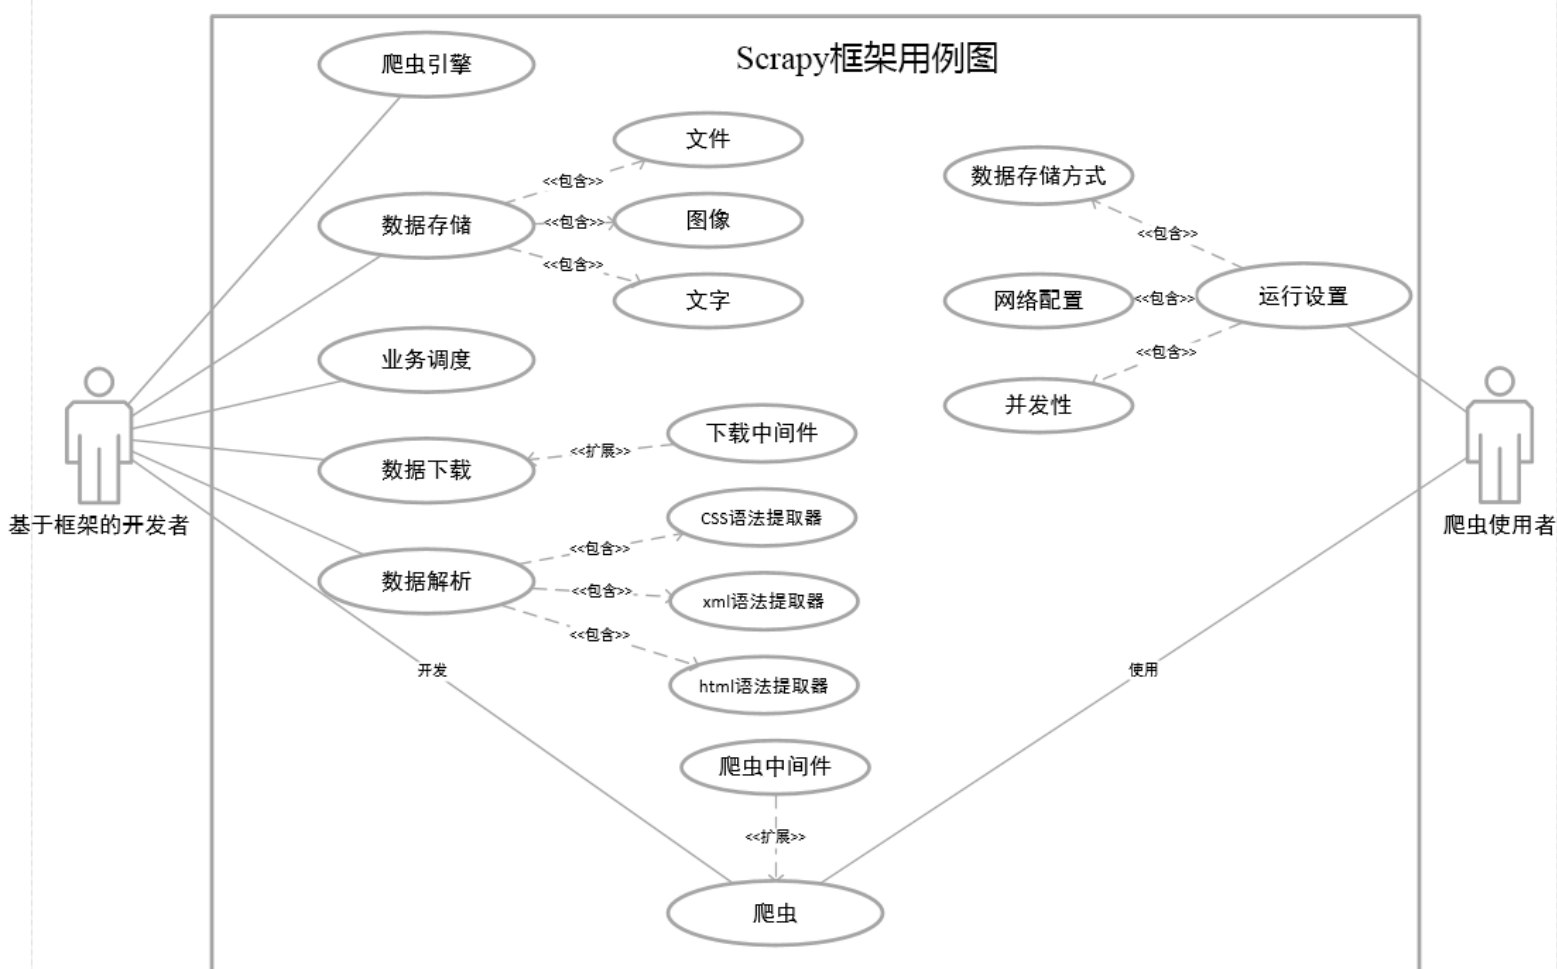 Scrapy框架用例图
爬虫引擎
文件
<<包含>>
数据存储
<<包含>>
图像
<<包含>>
文字
数据存储方式
<<包含>>
网络配置
<<包含>>
运行设置
<<包含>>
并发性
业务调度
下载中间件
<<扩展>>
数据下载
CSS语法提取器
基于框架的开发者
爬虫使用者
<<包含>>
数据解析
<<包含>>
xml语法提取器
<<包含>>
html语法提取器
开发
使用
爬虫中间件
<<扩展>>
爬虫